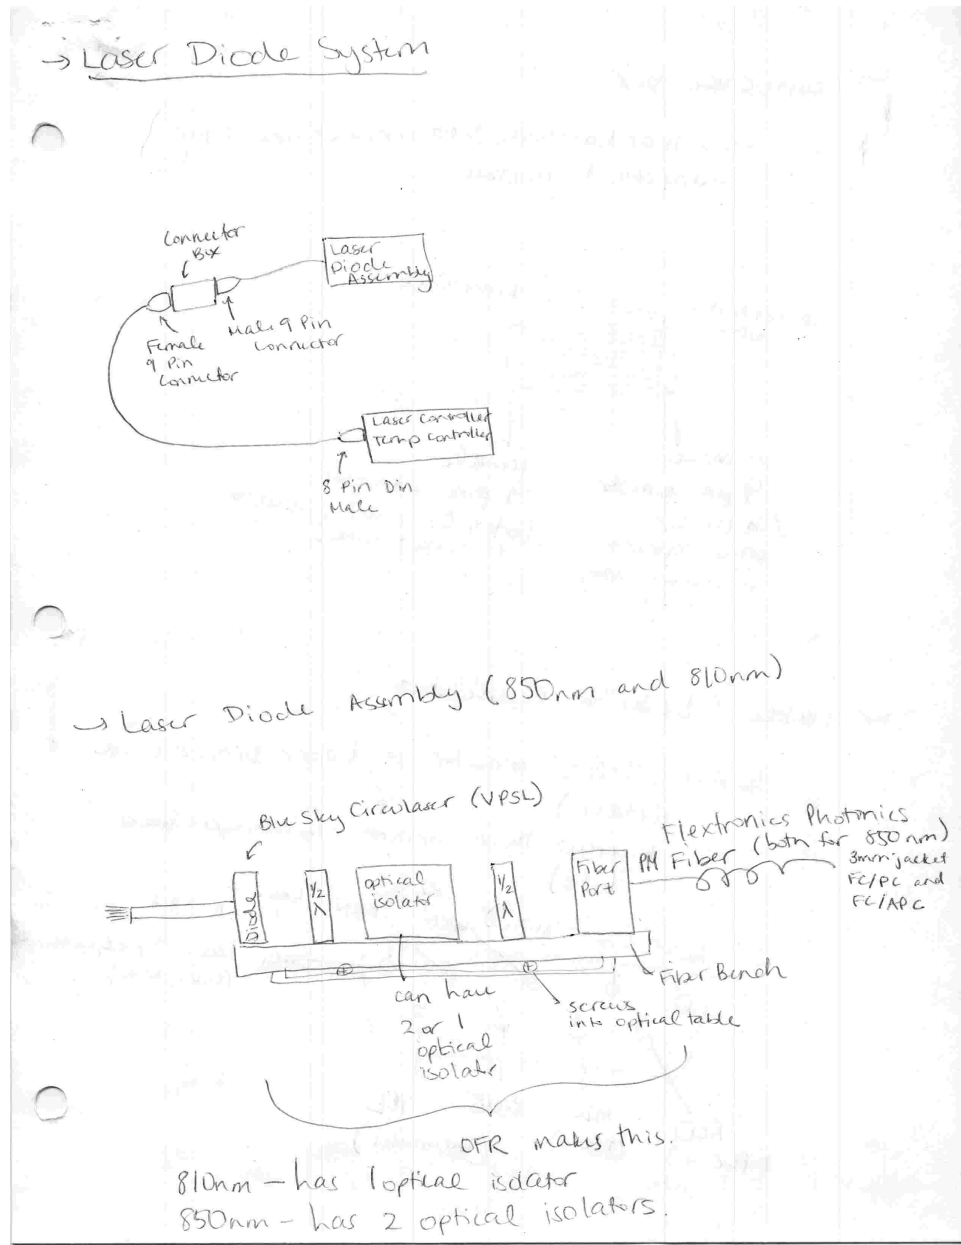 → Laser Diode System
Connector
Box
Laser
Diode
Assembly
Male 9 Pin
Connector
Female
9 Pin
Connector
Laser Controller
Temp Controller
8 Pin Din
Male
→ Laser Diode Assembly (850nm and 810nm)
Blue Sky Circulaser (VPSL)
Flextronics Photonics
PM Fiber (both for 850nm)
3mm jacket
FC/PC and
FC/APC
Diode
1/2 λ
optical
isolator
1/2 λ
Fiber
Port
Fiber Bench
can have
2 or 1
optical
isolator
screws
into optical table
OFR makes this.
810nm – has 1 optical isolator
850nm – has 2 optical isolators.